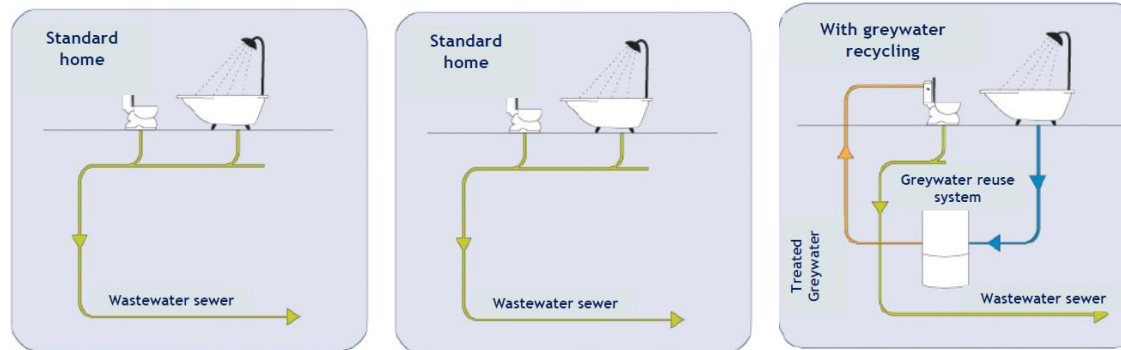 Standard
home
Wastewater sewer
Standard
home
Wastewater sewer
With greywater
recycling
Greywater reuse
system
Treated
Greywater
Wastewater sewer